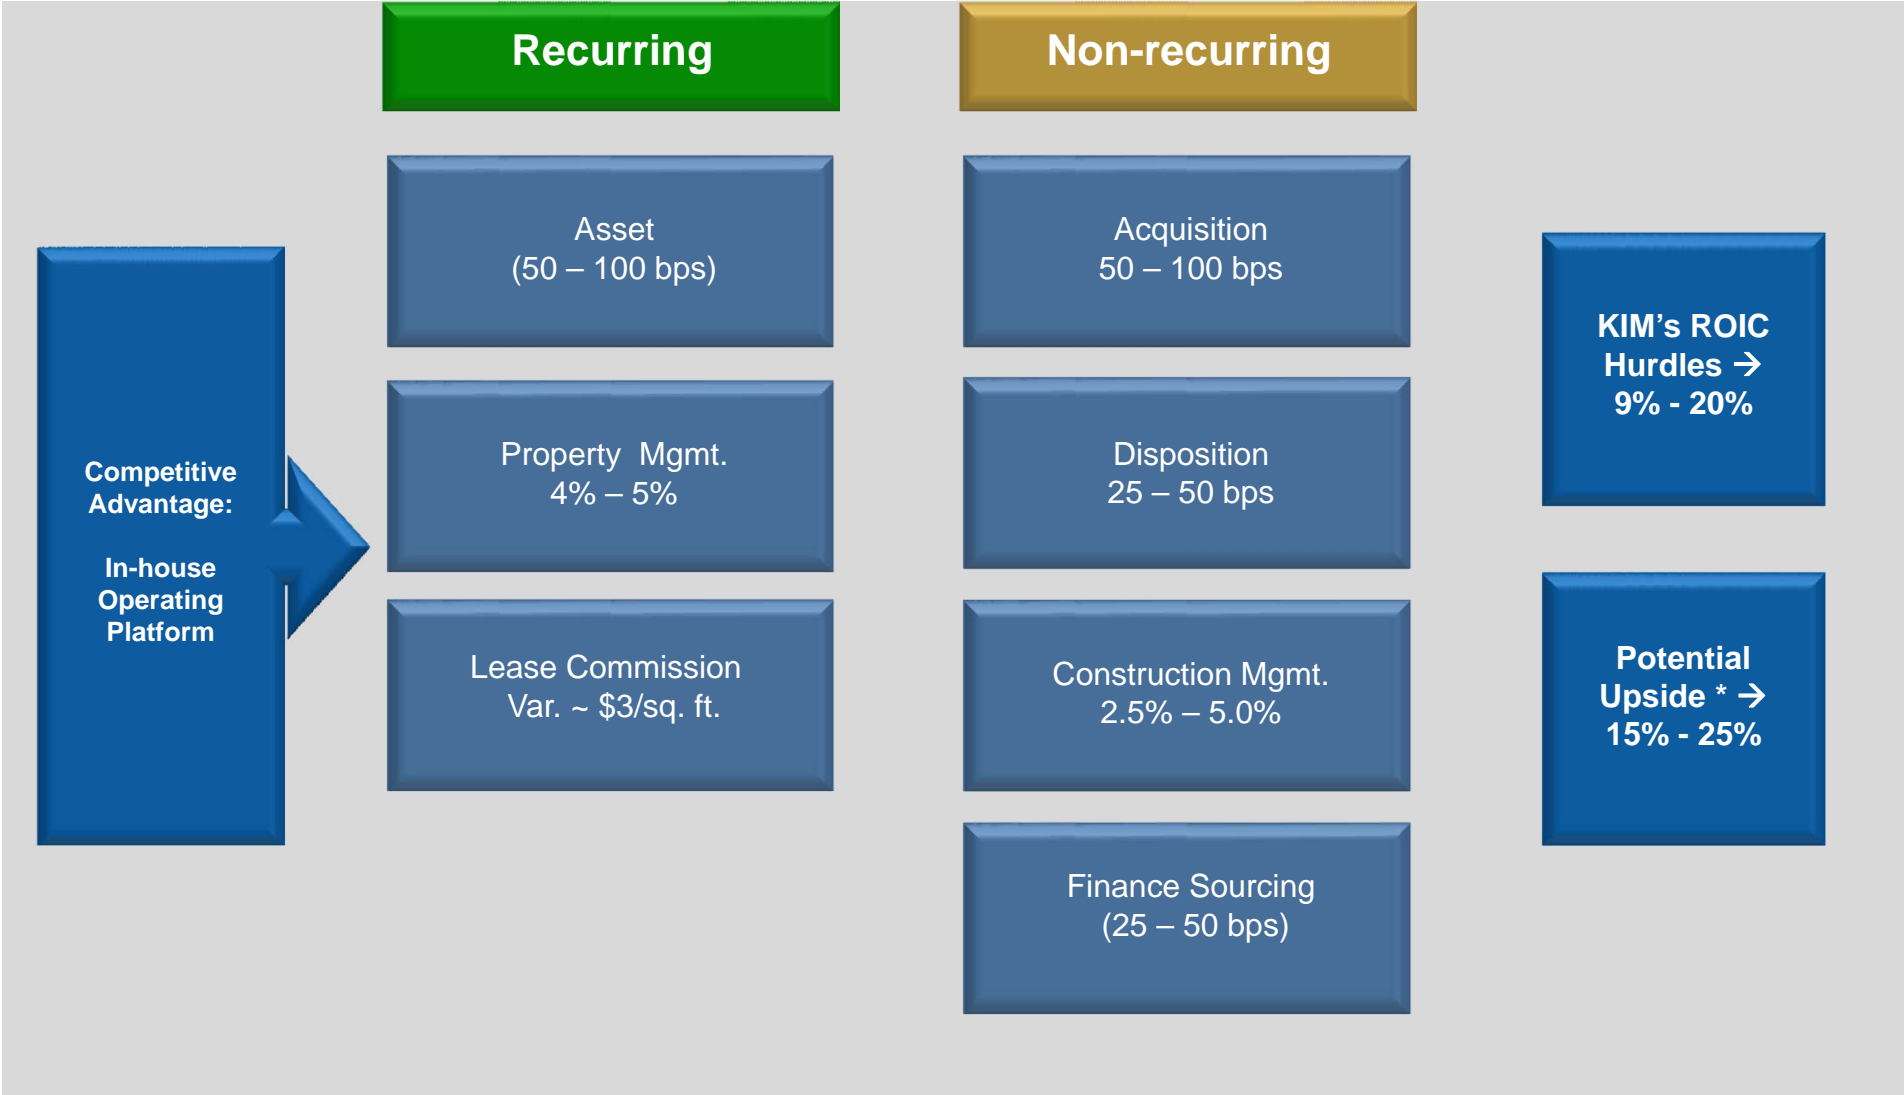 Recurring
Non-recurring
Competitive
Advantage:
In-house
Operating
Platform
Asset
(50 – 100 bps)
Property  Mgmt.
4% – 5%
Lease Commission
Var. ~ $3/sq. ft.
Acquisition
50 – 100 bps
Disposition
25 – 50 bps
Construction Mgmt.
2.5% – 5.0%
Finance Sourcing
(25 – 50 bps)
KIM’s ROIC
Hurdles →
9% - 20%
Potential
Upside * →
15% - 25%